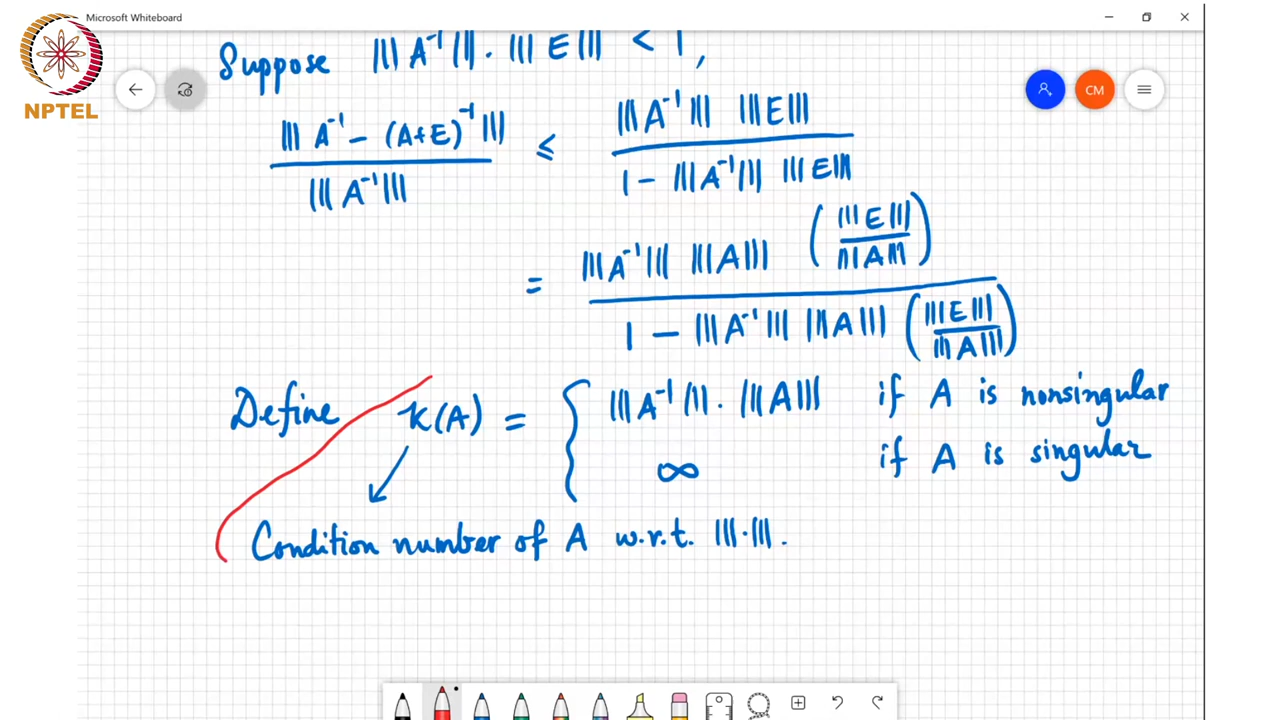 Microsoft Whiteboard
NPTEL
CM
Suppose |||A⁻¹||| · |||E||| < 1,
|||A⁻¹ − (A+E)⁻¹||| / |||A⁻¹||| ≤ |||A⁻¹||| |||E||| / 1 − |||A⁻¹||| |||E|||
= |||A⁻¹||| |||A||| (|||E||| / |||A|||) / 1 − |||A⁻¹||| |||A||| (|||E||| / |||A|||)
Define κ(A) = { |||A⁻¹||| · |||A||| if A is nonsingular
∞ if A is singular
Condition number of A w.r.t. |||·|||.